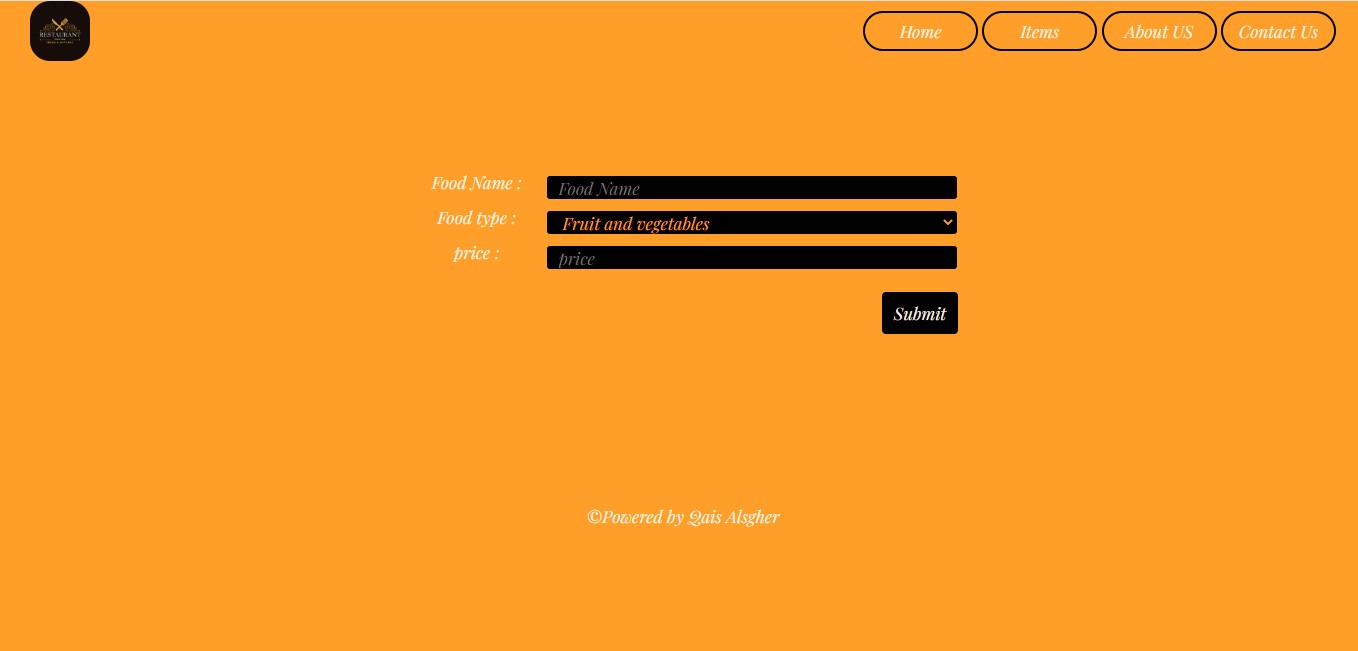 RESTAURANT
Home
Items
About US
Contact Us
Food Name :
Food Name
Food type :
Fruit and vegetables
price :
price
Submit
©Powered by Qais Alsgher